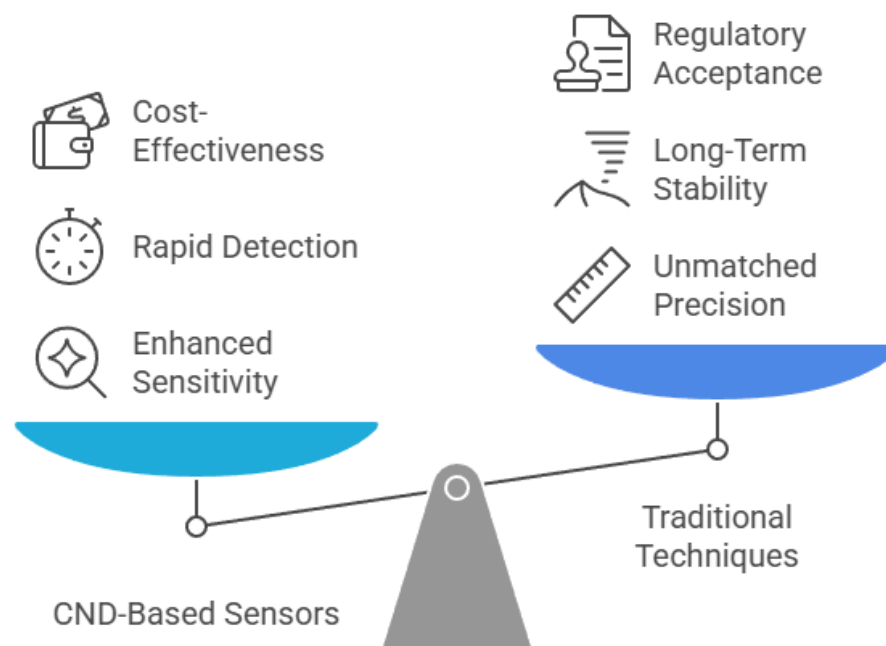 Cost-
Effectiveness
Rapid Detection
Enhanced
Sensitivity
CND-Based Sensors
Regulatory
Acceptance
Long-Term
Stability
Unmatched
Precision
Traditional
Techniques